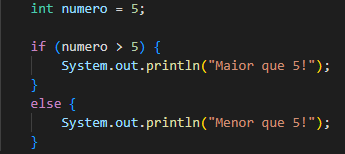 int numero = 5;
if (numero > 5) {
System.out.println("Maior que 5!");
}
else {
System.out.println("Menor que 5!");
}